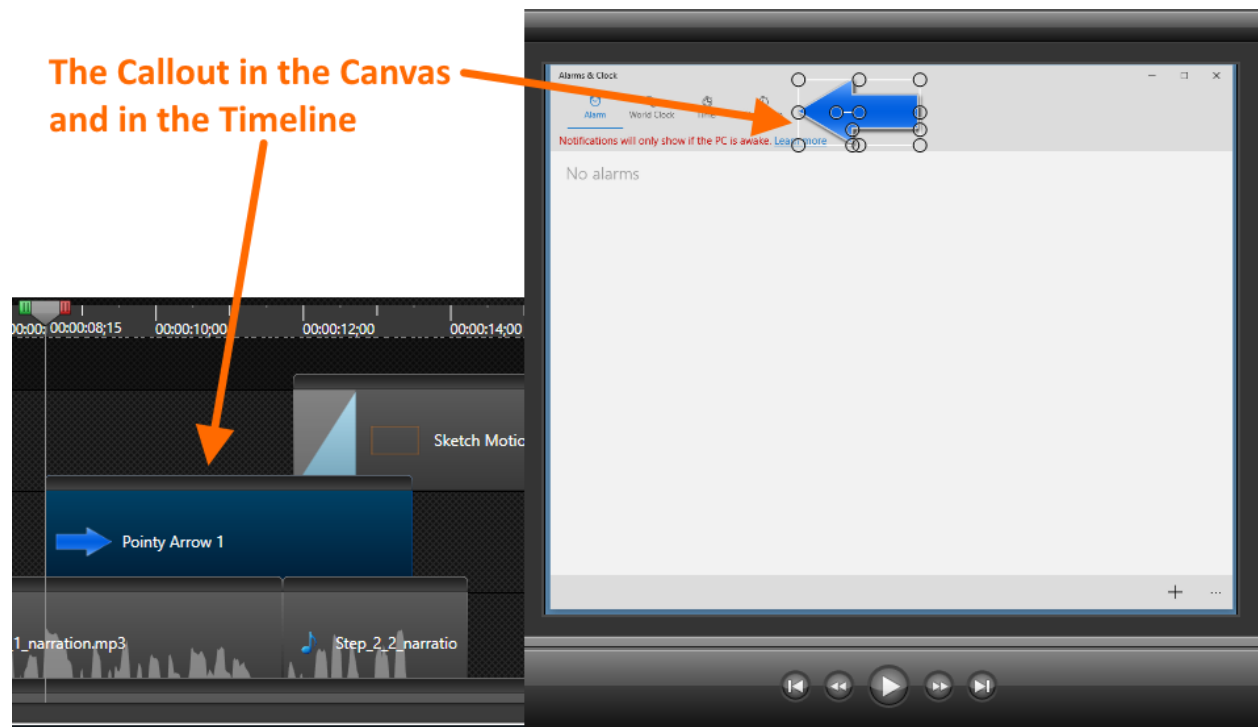 The Callout in the Canvas
and in the Timeline
Alarms & Clock
Alarm World Clock
Notifications will only show if the PC is awake. Learn more
No alarms
00:00:08;15 00:00:10;00 00:00:12;00 00:00:14;00
Sketch Motio
Pointy Arrow 1
1_narration.mp3 Step_2_2_narratio